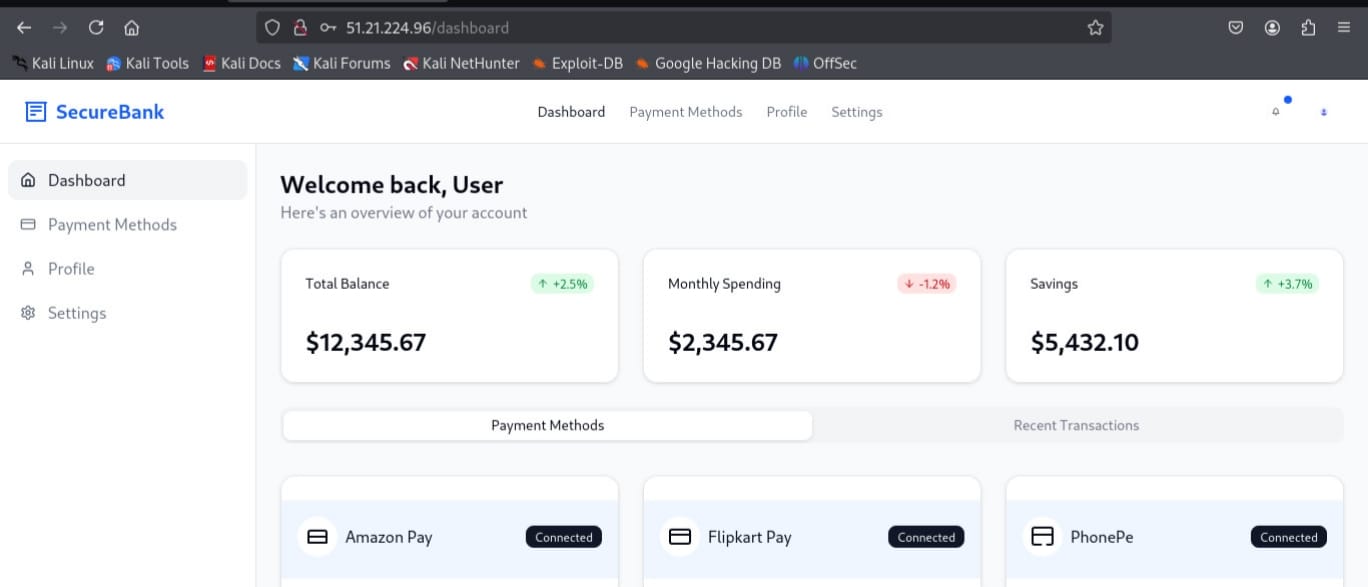 51.21.224.96/dashboard
Kali Linux Kali Tools Kali Docs Kali Forums Kali NetHunter Exploit-DB Google Hacking DB OffSec
SecureBank Dashboard Payment Methods Profile Settings
Dashboard
Payment Methods
Profile
Settings
Welcome back, User
Here's an overview of your account
Total Balance ↑ +2.5%
$12,345.67
Monthly Spending ↓ -1.2%
$2,345.67
Savings ↑ +3.7%
$5,432.10
Payment Methods Recent Transactions
Amazon Pay Connected
Flipkart Pay Connected
PhonePe Connected